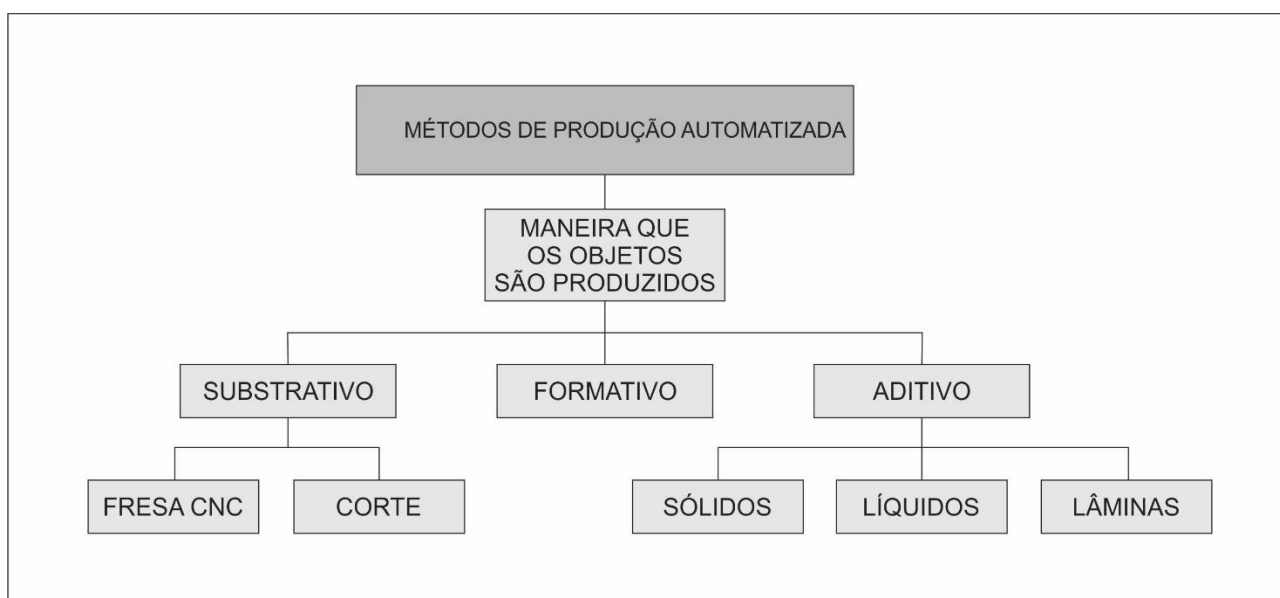 MÉTODOS DE PRODUÇÃO AUTOMATIZADA
MANEIRA QUE
OS OBJETOS
SÃO PRODUZIDOS
SUBSTRATIVO
FORMATIVO
ADITIVO
FRESA CNC
CORTE
SÓLIDOS
LÍQUIDOS
LÂMINAS